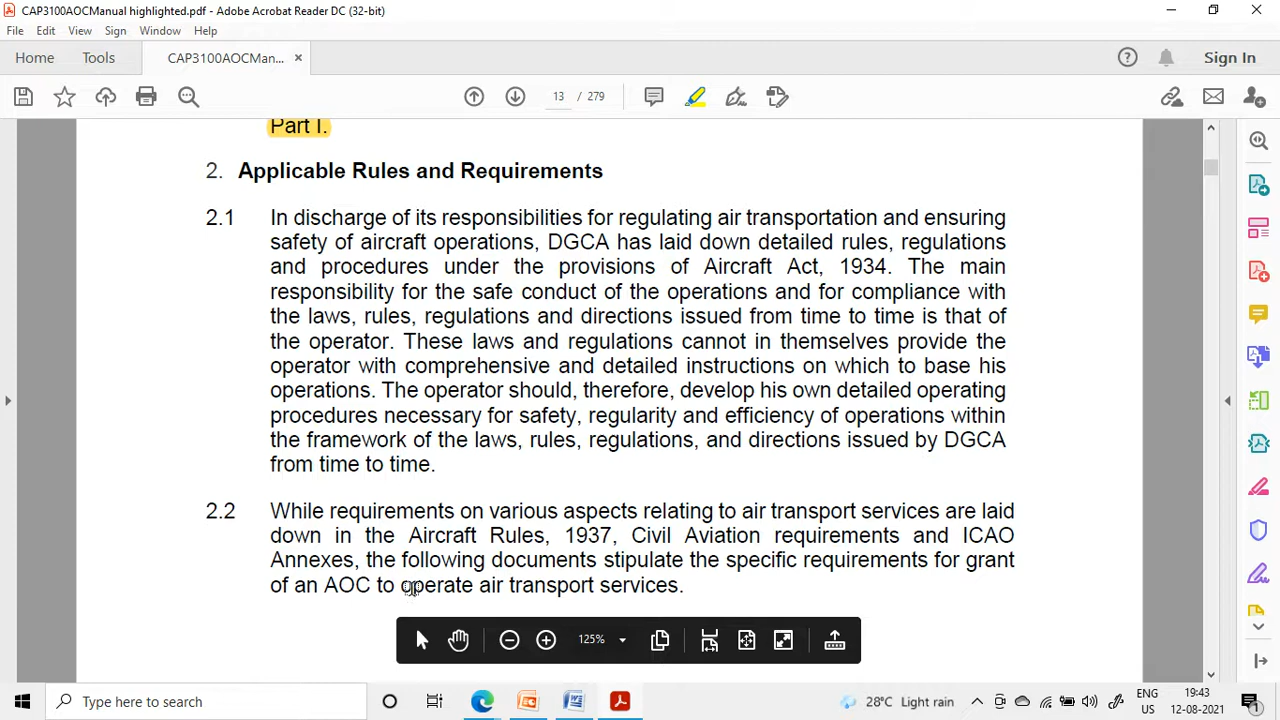 CAP3100AOCManual highlighted.pdf - Adobe Acrobat Reader DC (32-bit)
File Edit View Sign Window Help
Home Tools CAP3100AOCMan... × Sign In
13 / 279
Part I.
2. Applicable Rules and Requirements
2.1 In discharge of its responsibilities for regulating air transportation and ensuring
safety of aircraft operations, DGCA has laid down detailed rules, regulations
and procedures under the provisions of Aircraft Act, 1934. The main
responsibility for the safe conduct of the operations and for compliance with
the laws, rules, regulations and directions issued from time to time is that of
the operator. These laws and regulations cannot in themselves provide the
operator with comprehensive and detailed instructions on which to base his
operations. The operator should, therefore, develop his own detailed operating
procedures necessary for safety, regularity and efficiency of operations within
the framework of the laws, rules, regulations, and directions issued by DGCA
from time to time.
2.2 While requirements on various aspects relating to air transport services are laid
down in the Aircraft Rules, 1937, Civil Aviation requirements and ICAO
Annexes, the following documents stipulate the specific requirements for grant
of an AOC to operate air transport services.
125%
Type here to search
28°C Light rain
ENG
US
19:43
12-08-2021
1